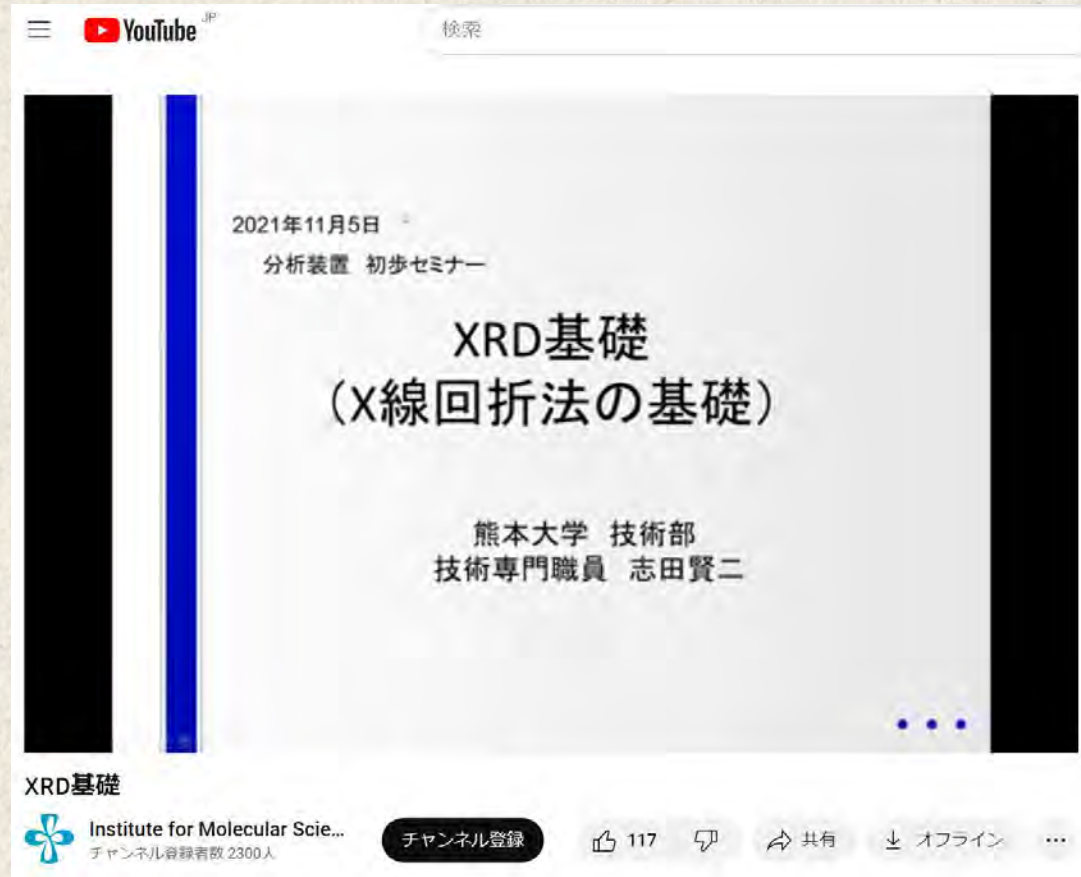 YouTube JP
検索
2021年11月5日
分析装置 初歩セミナー
XRD基礎
（X線回折法の基礎）
熊本大学 技術部
技術専門職員 志田賢二
XRD基礎
Institute for Molecular Scie...
チャンネル登録者数 2300人
チャンネル登録
117
共有
オフライン